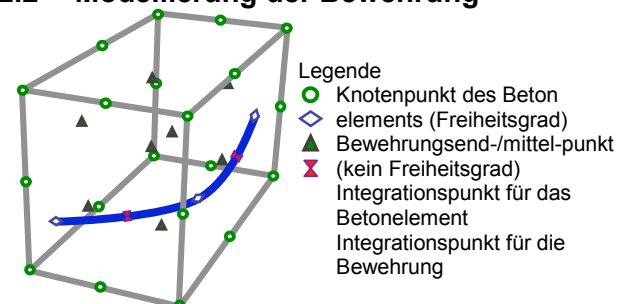 Modellierung der Bewehrung
Legende
Knotenpunkt des Beton
elements (Freiheitsgrad)
Bewehrungsend-/mittel-punkt
(kein Freiheitsgrad)
Integrationspunkt für das
Betonelement
Integrationspunkt für die
Bewehrung